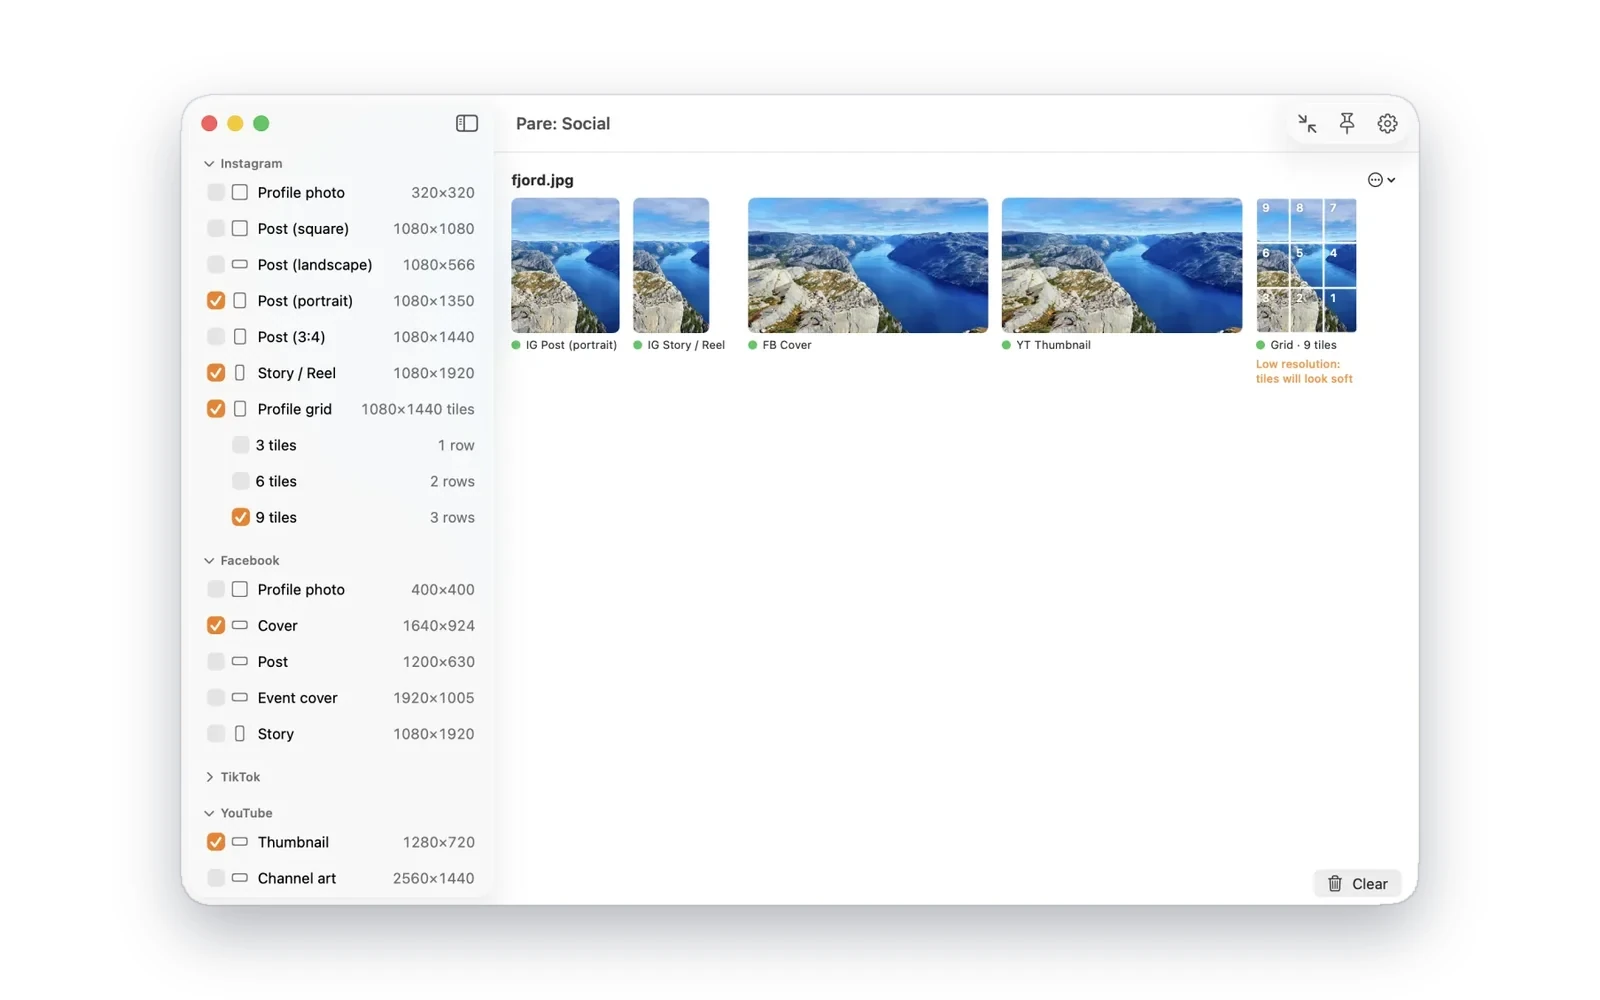 Pare: Social
Instagram
Profile photo 320×320
Post (square) 1080×1080
Post (landscape) 1080×566
Post (portrait) 1080×1350
Post (3:4) 1080×1440
Story / Reel 1080×1920
Profile grid 1080×1440 tiles
3 tiles 1 row
6 tiles 2 rows
9 tiles 3 rows
Facebook
Profile photo 400×400
Cover 1640×924
Post 1200×630
Event cover 1920×1005
Story 1080×1920
TikTok
YouTube
Thumbnail 1280×720
Channel art 2560×1440
fjord.jpg
9 8 7
6 5 4
3 2 1
IG Post (portrait)
IG Story / Reel
FB Cover
YT Thumbnail
Grid · 9 tiles
Low resolution:
tiles will look soft
Clear